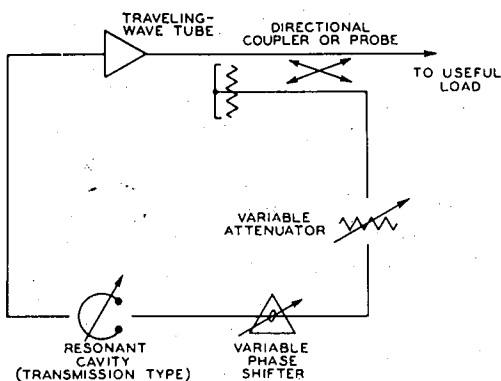 TRAVELING-
WAVE TUBE
DIRECTIONAL
COUPLER OR PROBE
TO USEFUL
LOAD
VARIABLE
ATTENUATOR
RESONANT
CAVITY
(TRANSMISSION TYPE)
VARIABLE
PHASE
SHIFTER